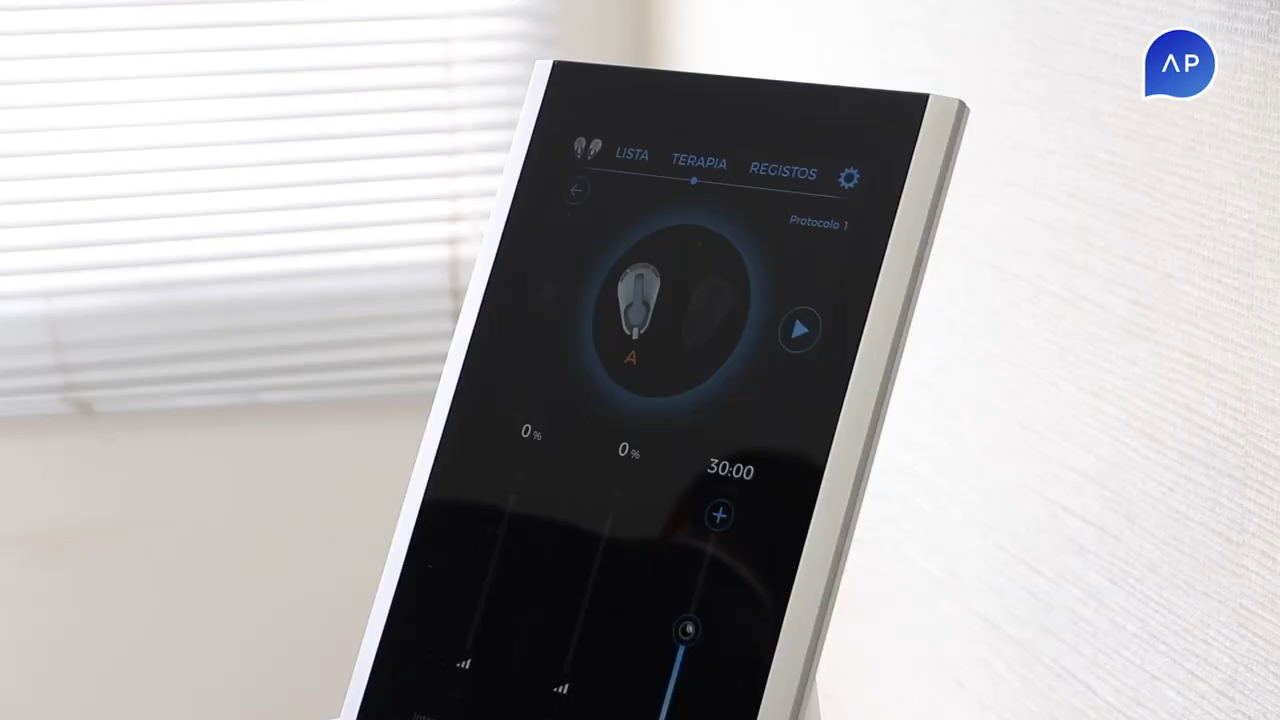 AP
LISTA TERAPIA REGISTOS
Protocolo 1
A
0 % 0 % 30:00